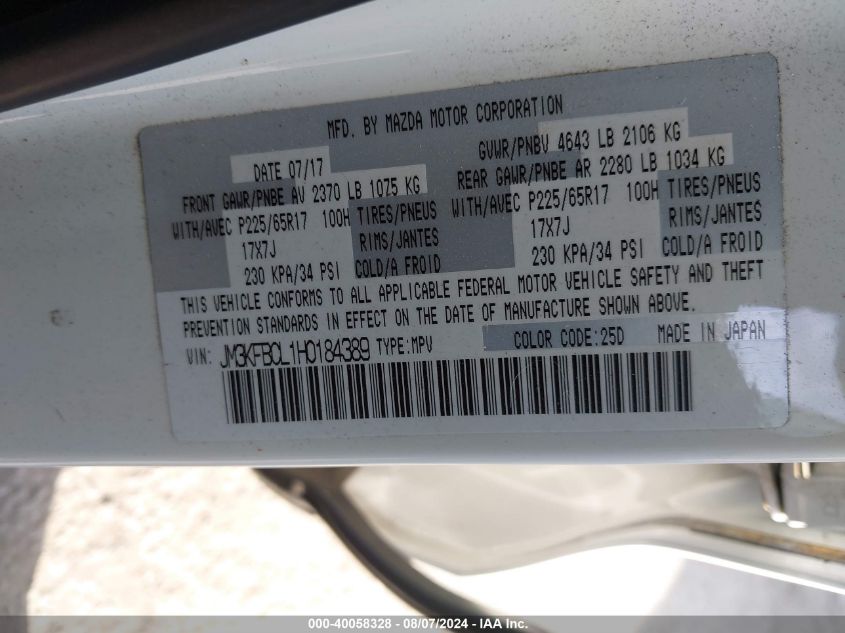 MFD. BY MAZDA MOTOR CORPORATION
DATE 07/17 GVWR/PNBV 4643 LB 2106 KG
FRONT GAWR/PNBE AV 2370 LB 1075 KG REAR GAWR/PNBE AR 2280 LB 1034 KG
WITH/AVEC P225/65R17 100H TIRES/PNEUS WITH/AVEC P225/65R17 100H TIRES/PNEUS
17X7J RIMS/JANTES 17X7J RIMS/JANTES
230 KPA/34 PSI COLD/A FROID 230 KPA/34 PSI COLD/A FROID
THIS VEHICLE CONFORMS TO ALL APPLICABLE FEDERAL MOTOR VEHICLE SAFETY AND THEFT
PREVENTION STANDARDS IN EFFECT ON THE DATE OF MANUFACTURE SHOWN ABOVE.
VIN: JM3KFBCL1H0184389 TYPE:MPV COLOR CODE:25D MADE IN JAPAN
000-40058328 - 08/07/2024 - IAA Inc.